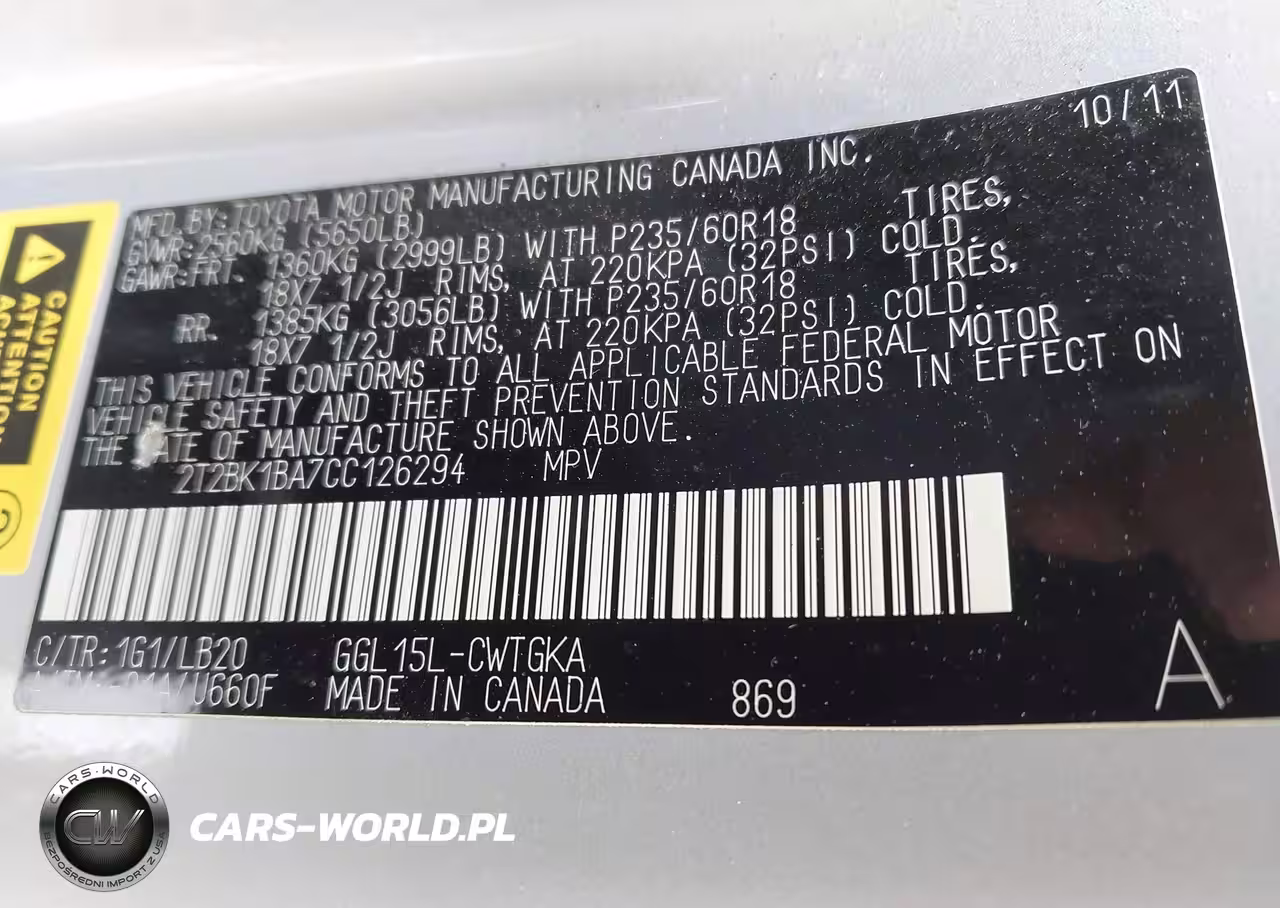 10/11
MFD.BY:TOYOTA MOTOR MANUFACTURING CANADA INC.
GVWR:2560KG (5650LB)
GAWR:FRT. 1360KG (2999LB) WITH P235/60R18 TIRES,
18X7 1/2J RIMS, AT 220KPA (32PSI) COLD.
RR. 1385KG (3056LB) WITH P235/60R18 TIRES,
18X7 1/2J RIMS, AT 220KPA (32PSI) COLD.
THIS VEHICLE CONFORMS TO ALL APPLICABLE FEDERAL MOTOR
VEHICLE SAFETY AND THEFT PREVENTION STANDARDS IN EFFECT ON
THE DATE OF MANUFACTURE SHOWN ABOVE.
2T2BK1BA7CC126294 MPV
C/TR:1G1/LB20 GGL15L-CWTGKA
U660F MADE IN CANADA 869
A
CAUTION
ATTENTION
CARS-WORLD
CW
BEZPOŚREDNI IMPORT Z USA
CARS-WORLD.PL